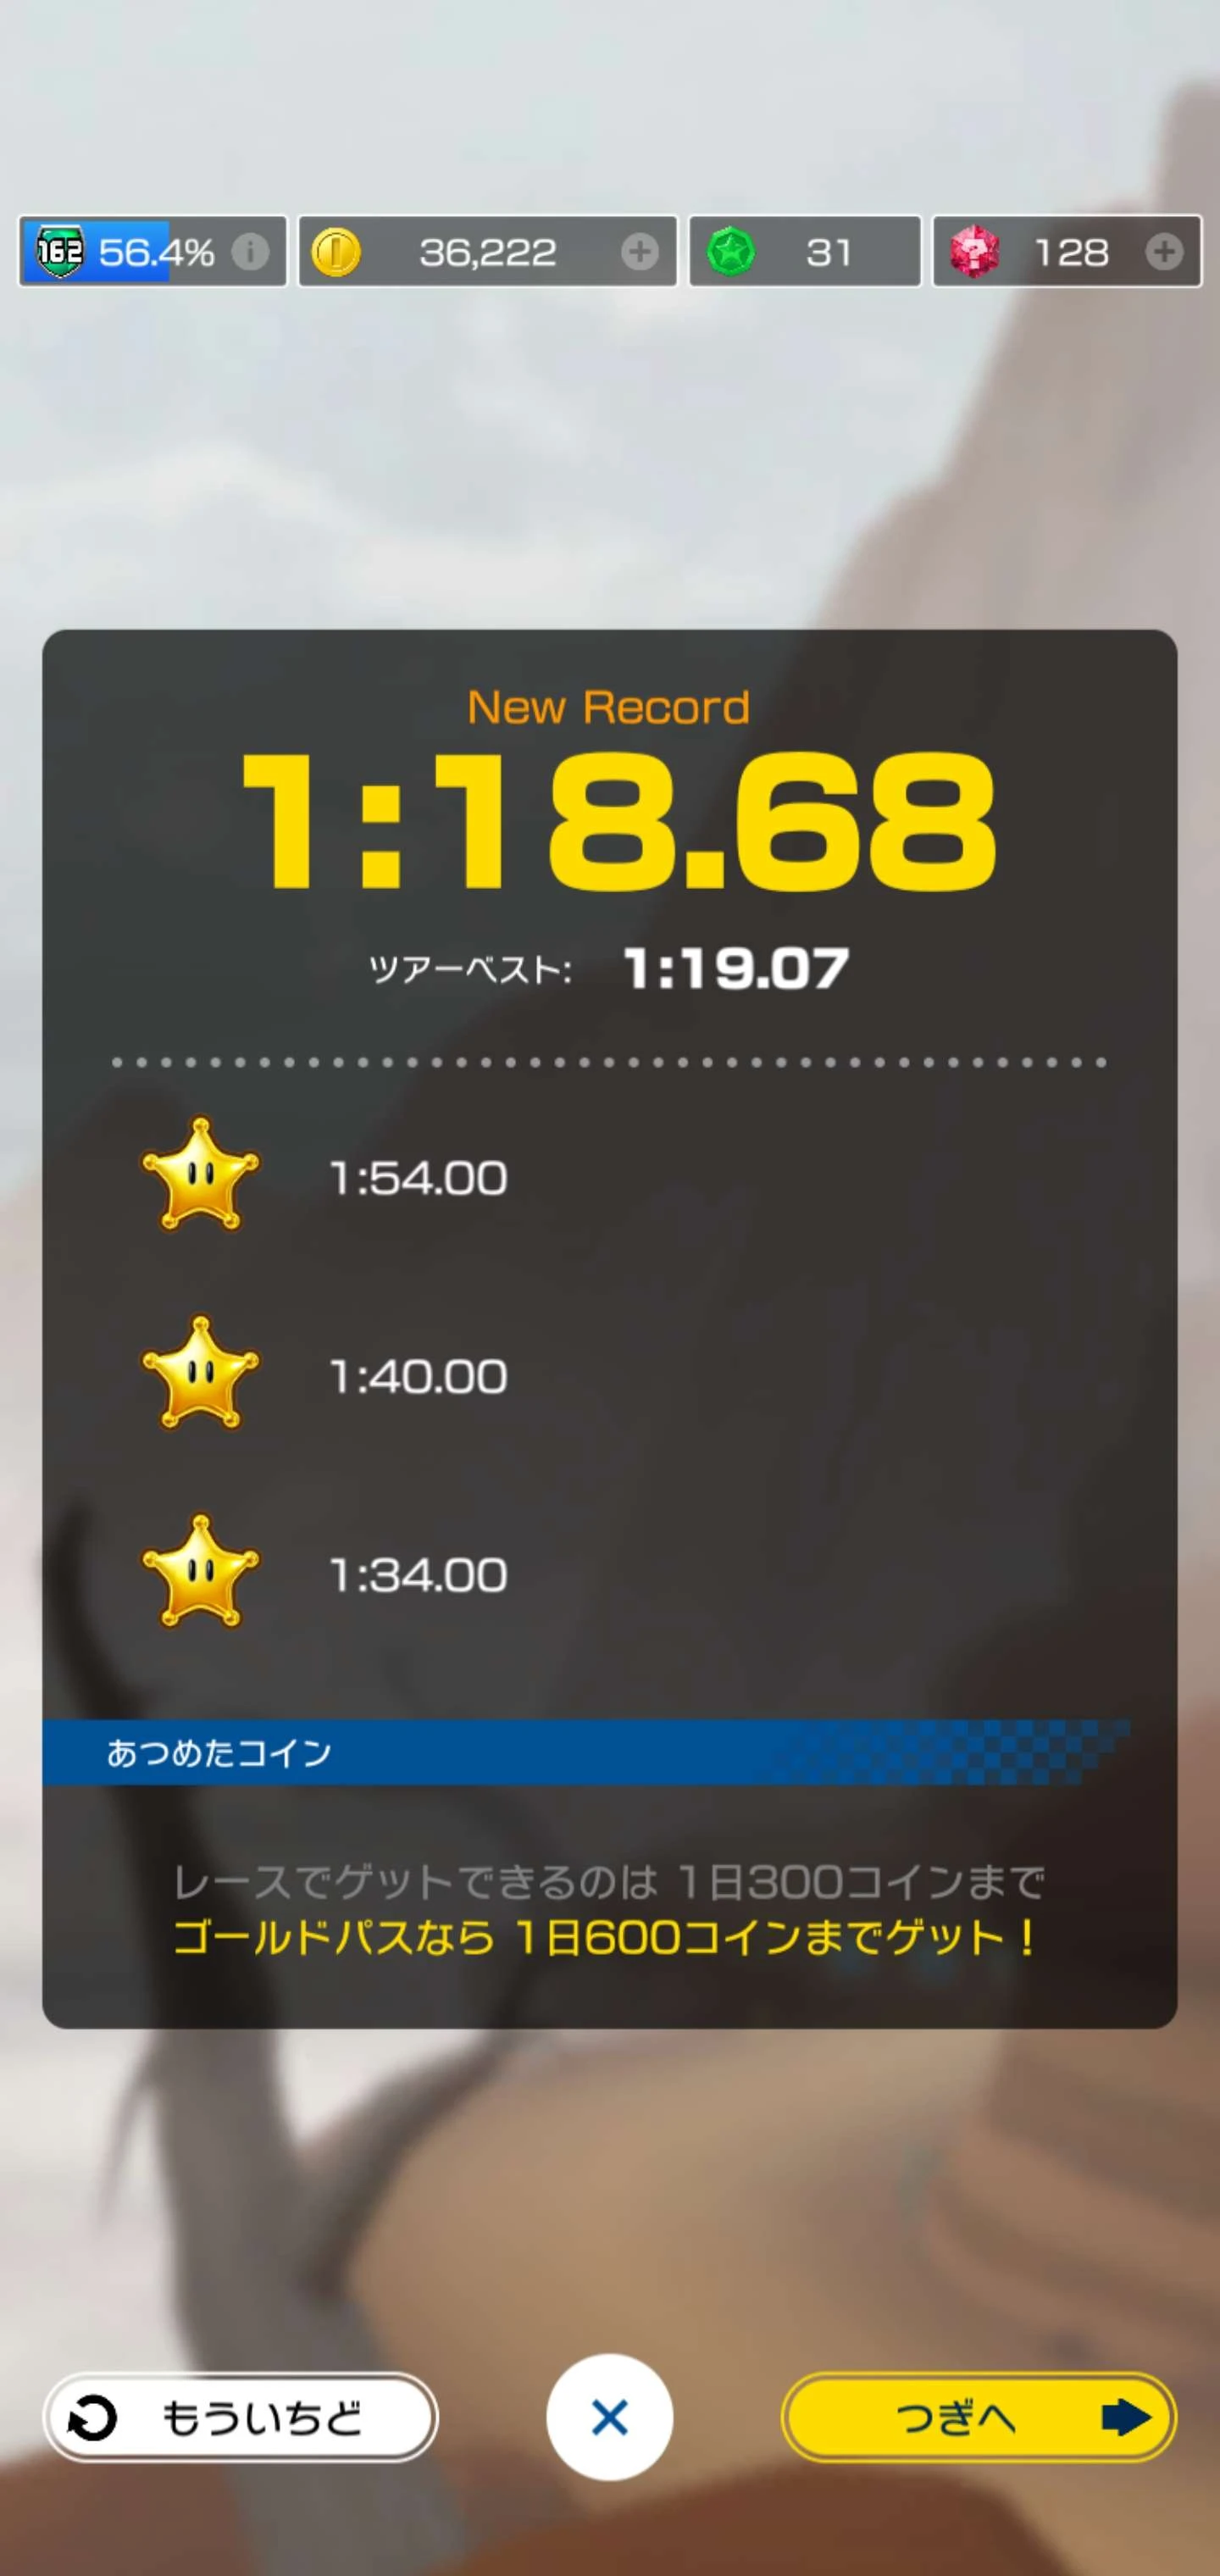 162 56.4% 36,222 31 128
New Record
1:18.68
ツアーベスト: 1:19.07
1:54.00
1:40.00
1:34.00
あつめたコイン
レースでゲットできるのは 1日300コインまで
ゴールドパスなら 1日600コインまでゲット！
もういちど × つぎへ